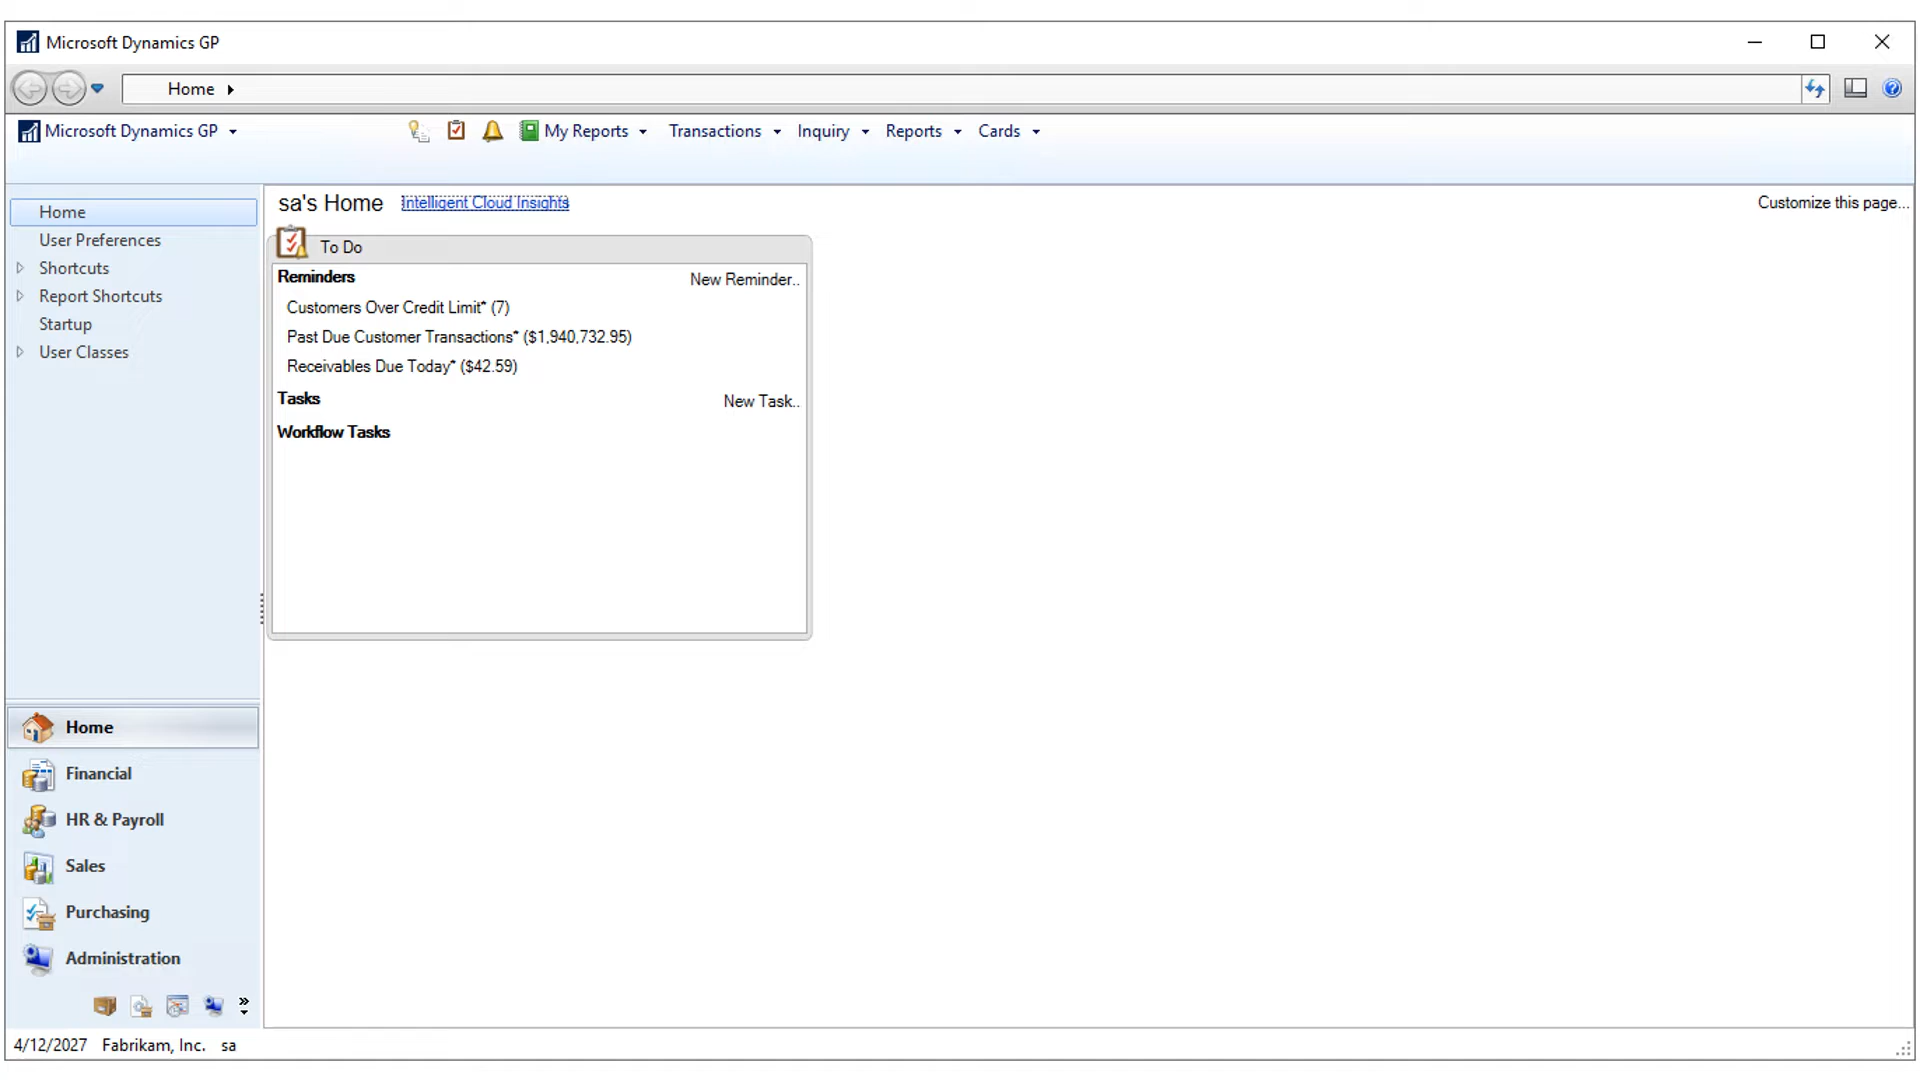 Microsoft Dynamics GP
Home
Microsoft Dynamics GP
My Reports
Transactions
Inquiry
Reports
Cards
Home
User Preferences
Shortcuts
Report Shortcuts
Startup
User Classes
sa's Home
Intelligent Cloud Insights
Customize this page...
To Do
Reminders
New Reminder..
Customers Over Credit Limit* (7)
Past Due Customer Transactions* ($1,940,732.95)
Receivables Due Today* ($42.59)
Tasks
New Task..
Workflow Tasks
Home
Financial
HR & Payroll
Sales
Purchasing
Administration
4/12/2027 Fabrikam, Inc. sa